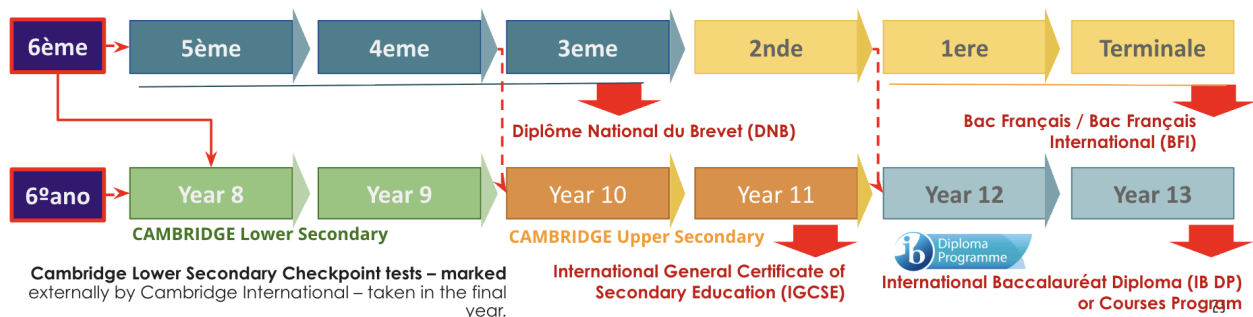 6ème
5ème
4eme
3eme
2nde
1ere
Terminale
Diplôme National du Brevet (DNB)
Bac Français / Bac Français
International (BFI)
6ºano
Year 8
Year 9
Year 10
Year 11
Year 12
Year 13
CAMBRIDGE Lower Secondary
CAMBRIDGE Upper Secondary
ib Diploma
Programme
Cambridge Lower Secondary Checkpoint tests – marked
externally by Cambridge International – taken in the final
year.
International General Certificate of
Secondary Education (IGCSE)
International Baccalauréat Diploma (IB DP)
or Courses Program